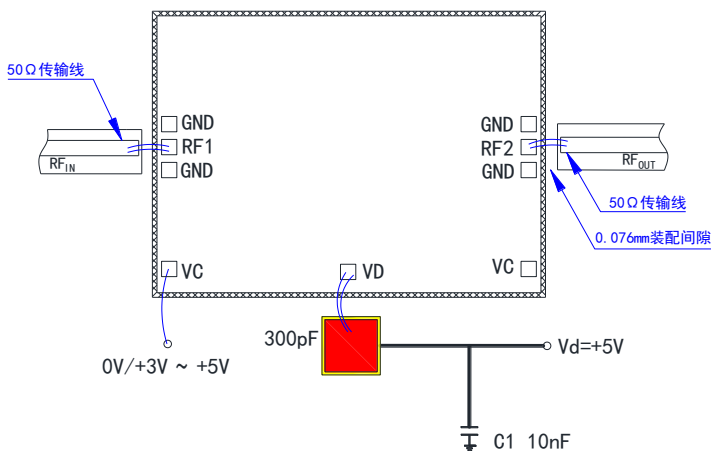 50Ω传输线
GND
GND
RF1
RF2
RFIN
RFOUT
GND
GND
50Ω传输线
0.076mm装配间隙
VC
VD
VC
300pF
Vd=+5V
0V/+3V ~ +5V
C1 10nF